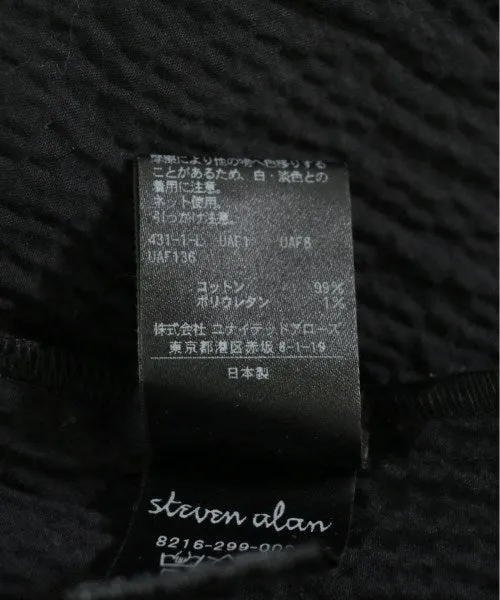 摩擦により他の物へ色移りする
ことがあるため、白・淡色との
着用に注意。
ネット使用。
引っかけ注意。
431-1-L UAF1 UAF8
UAF136
コットン 99%
ポリウレタン 1%
株式会社 ユナイテッドアローズ
東京都港区赤坂8-1-19
日本製
steven alan
8216-299-00